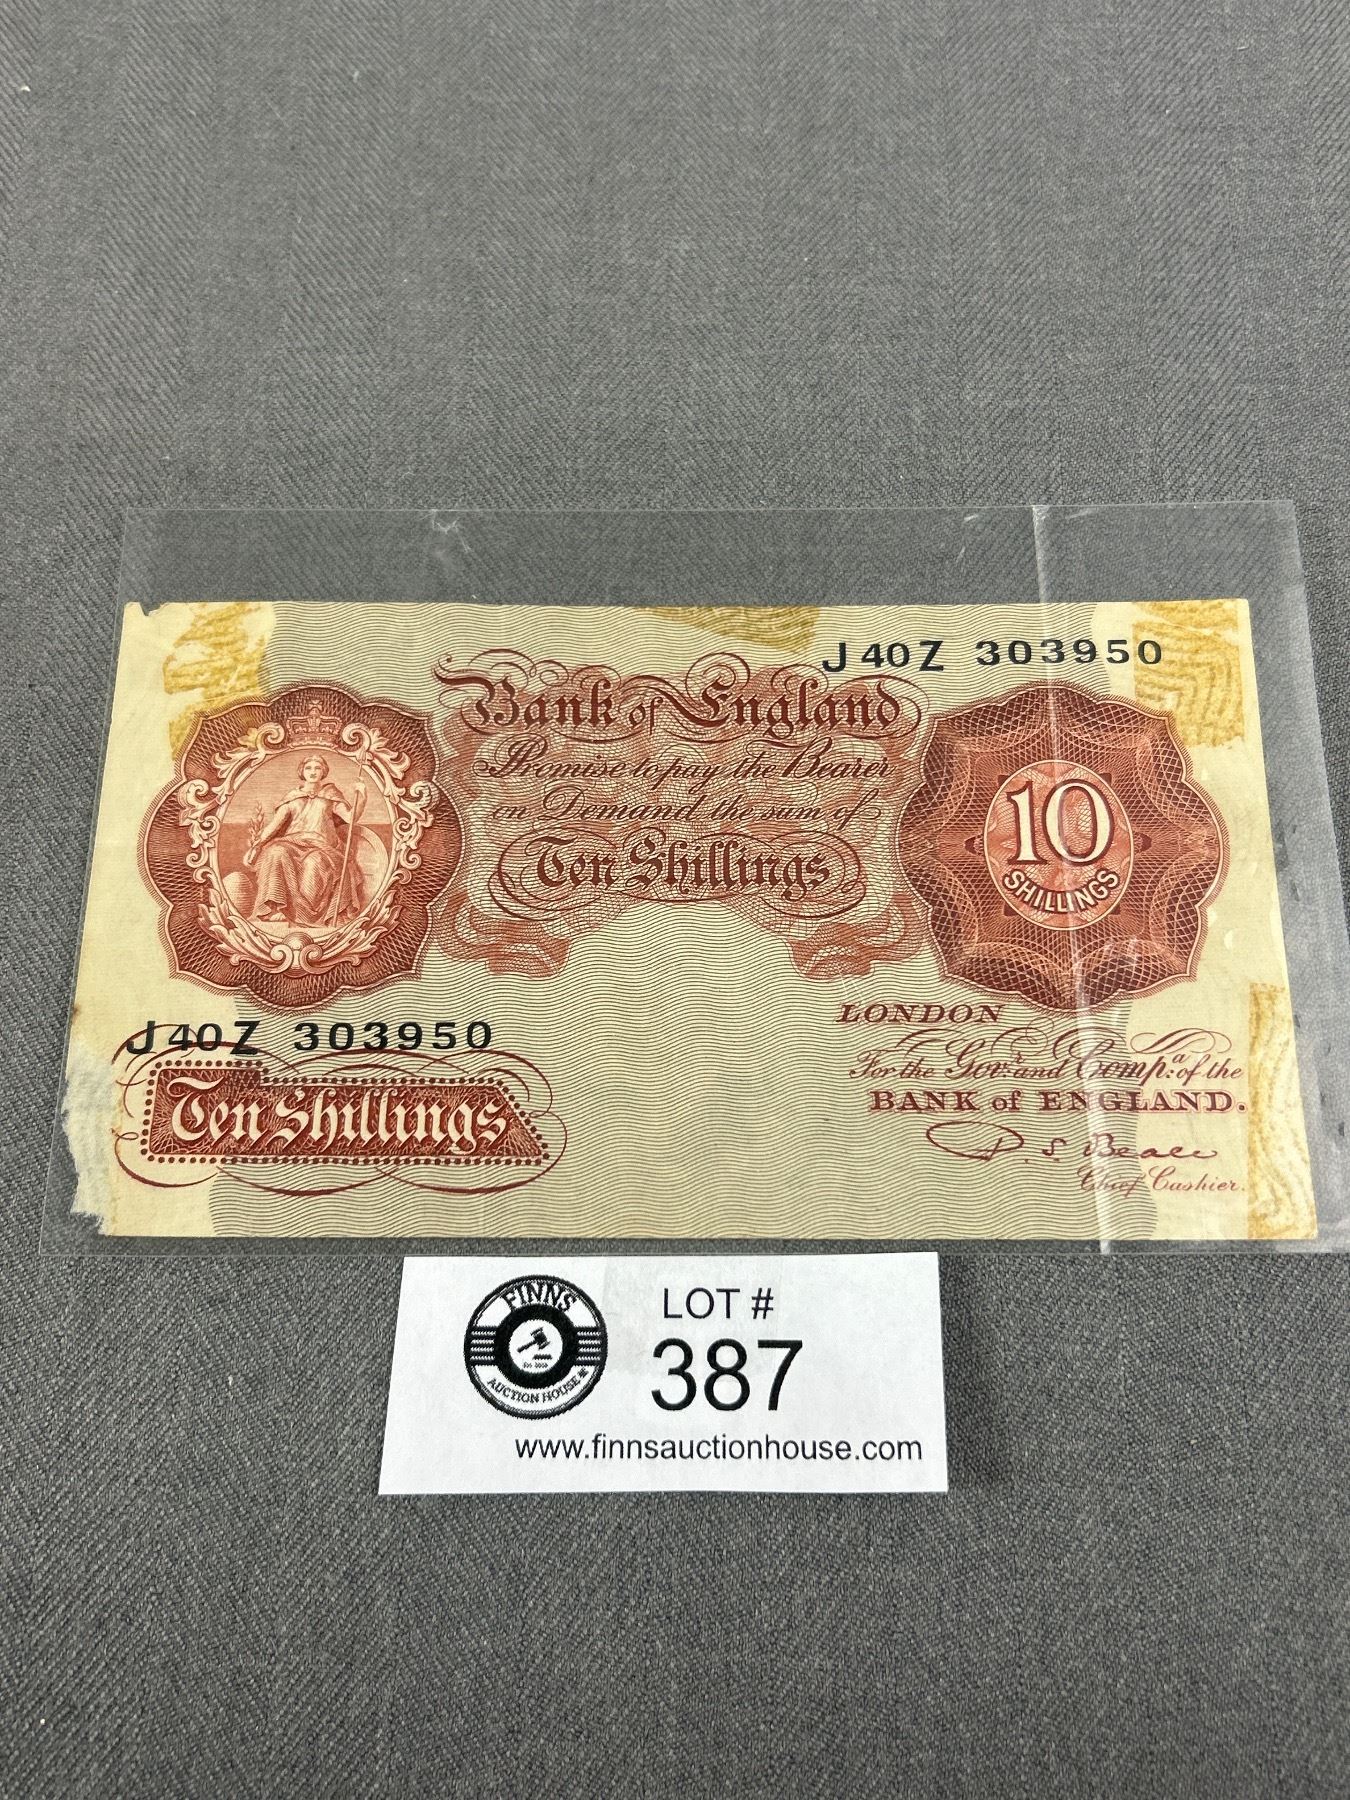 J40Z 303950
Bank of England
Promise to pay the Bearer
on Demand the sum of
Ten Shillings
10
SHILLINGS
J40Z 303950
Ten Shillings
LONDON
For the Govr. and Compa. of the
BANK of ENGLAND.
P. S. Beale
Chief Cashier.
FINNS
AUCTION HOUSE
LOT #
387
www.finnsauctionhouse.com